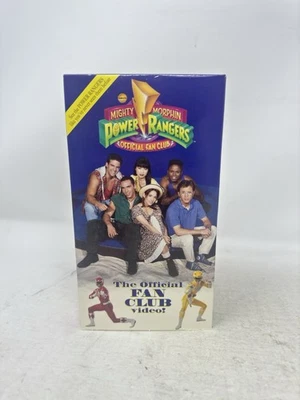 MIGHTY MORPHIN
POWER RANGERS
OFFICIAL FAN CLUB
The Official
FAN
CLUB
video!